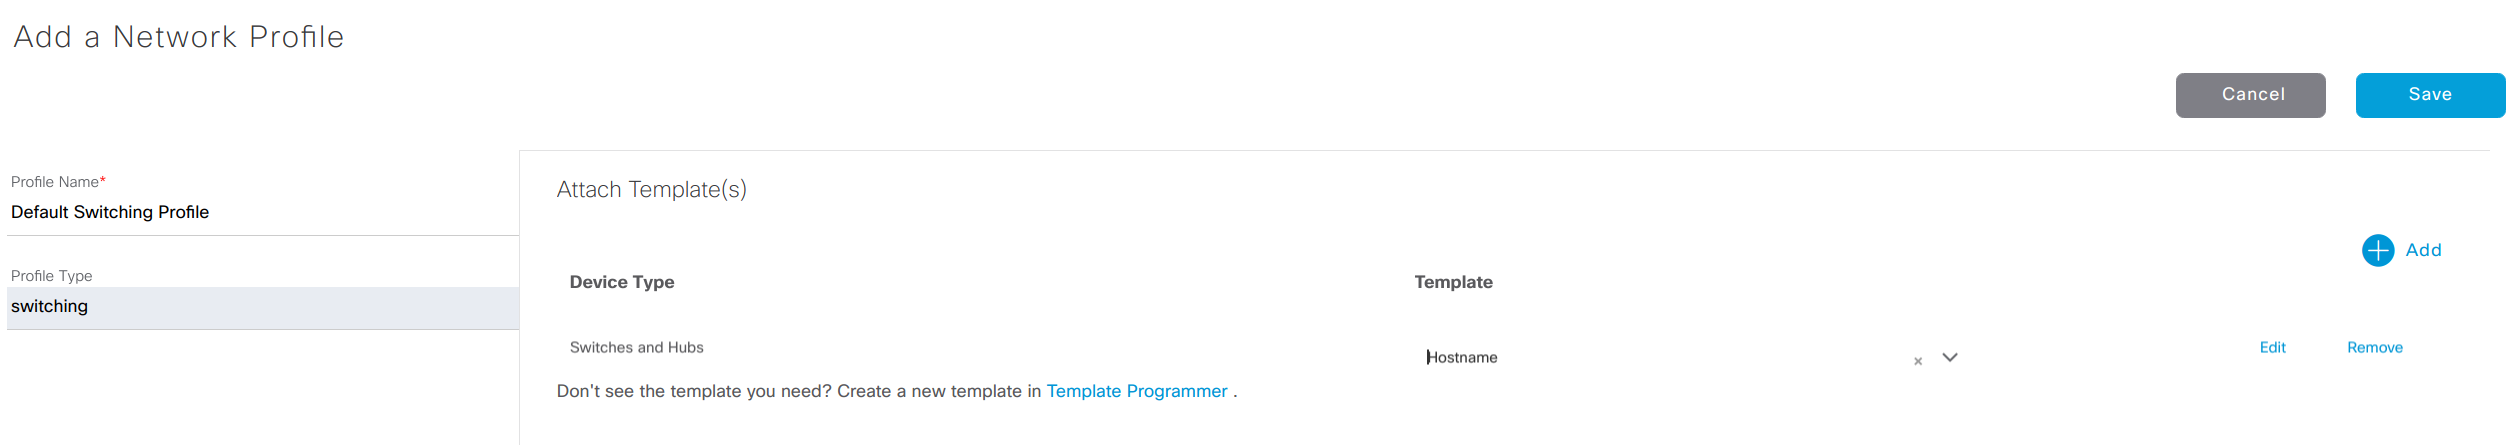 Add a Network Profile
Cancel
Save
Profile Name*
Default Switching Profile
Profile Type
switching
Attach Template(s)
Add
Device Type
Template
Switches and Hubs
Hostname
×
Edit
Remove
Don't see the template you need? Create a new template in Template Programmer .